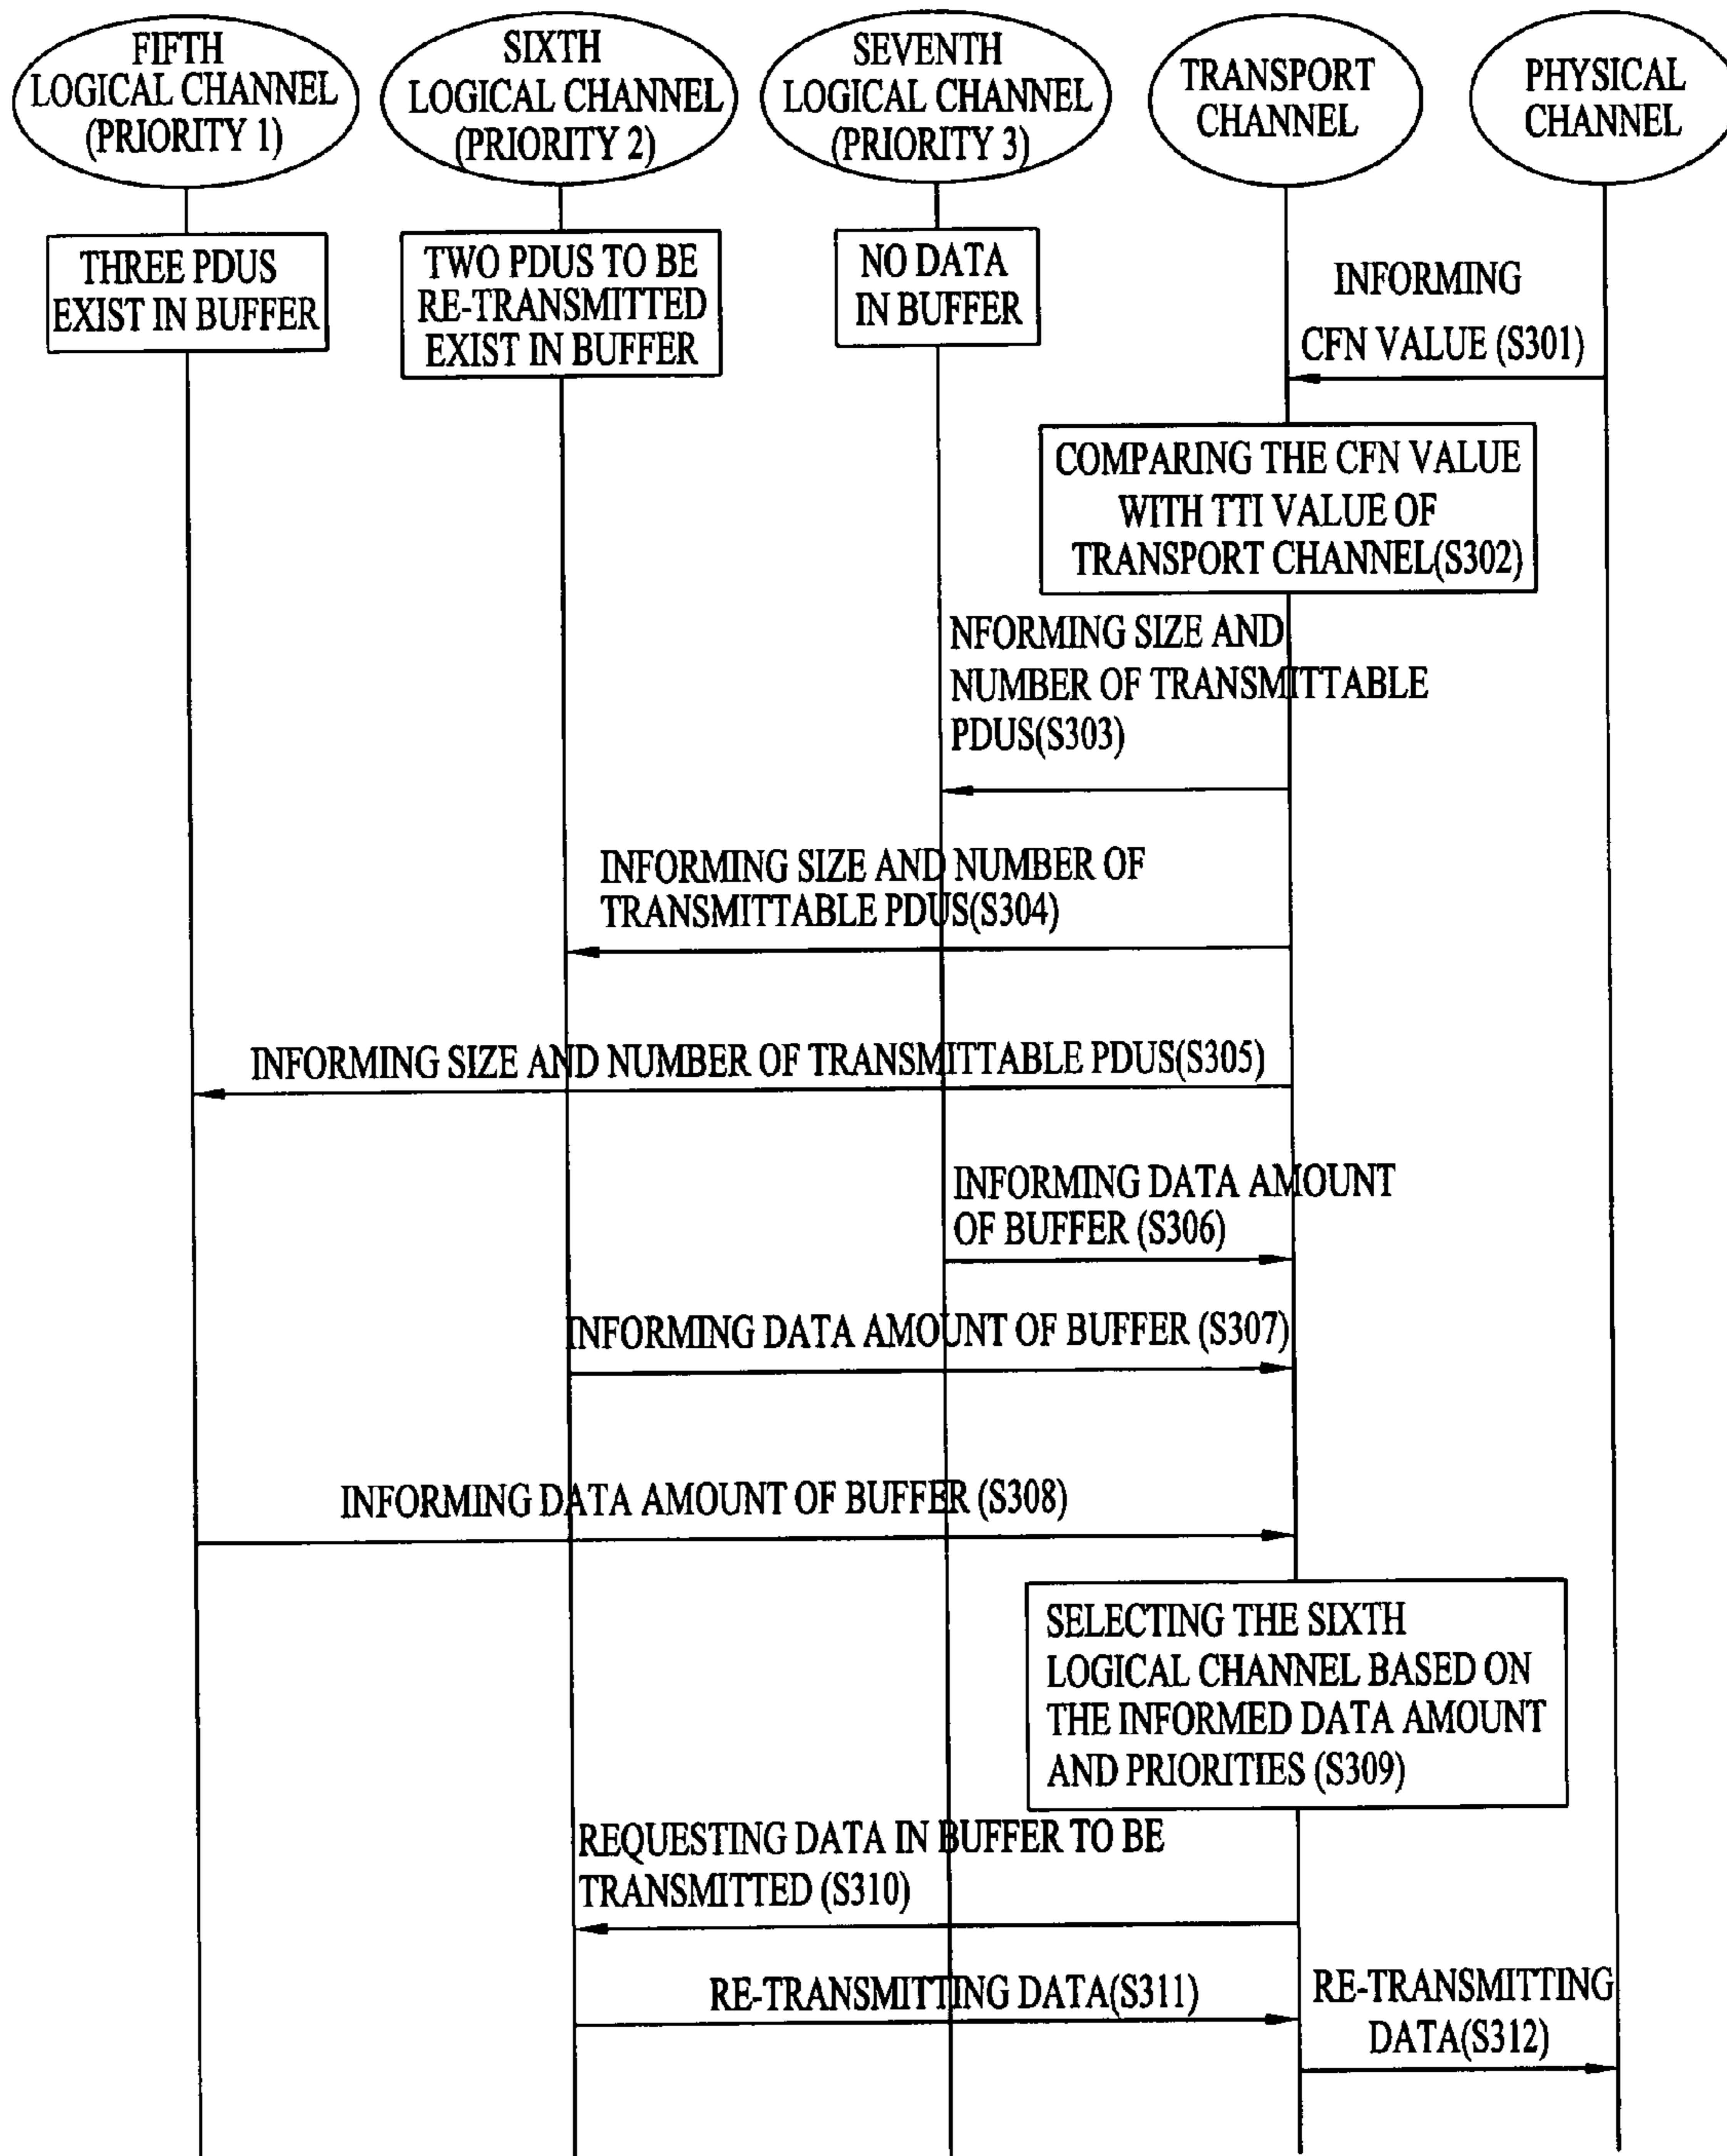 FIFTH
LOGICAL CHANNEL
(PRIORITY 1)
SIXTH
LOGICAL CHANNEL
(PRIORITY 2)
SEVENTH
LOGICAL CHANNEL
(PRIORITY 3)
TRANSPORT
CHANNEL
PHYSICAL
CHANNEL
THREE PDUS
EXIST IN BUFFER
TWO PDUS TO BE
RE-TRANSMITTED
EXIST IN BUFFER
NO DATA
IN BUFFER
INFORMING
CFN VALUE (S301)
COMPARING THE CFN VALUE
WITH TTI VALUE OF
TRANSPORT CHANNEL(S302)
NFORMING SIZE AND
NUMBER OF TRANSMITTABLE
PDUS(S303)
INFORMING SIZE AND NUMBER OF
TRANSMITTABLE PDUS(S304)
INFORMING SIZE AND NUMBER OF TRANSMITTABLE PDUS(S305)
INFORMING DATA AMOUNT
OF BUFFER (S306)
INFORMING DATA AMOUNT OF BUFFER (S307)
INFORMING DATA AMOUNT OF BUFFER (S308)
SELECTING THE SIXTH
LOGICAL CHANNEL BASED ON
THE INFORMED DATA AMOUNT
AND PRIORITIES (S309)
REQUESTING DATA IN BUFFER TO BE
TRANSMITTED (S310)
RE-TRANSMITTING DATA(S311)
RE-TRANSMITTING
DATA(S312)